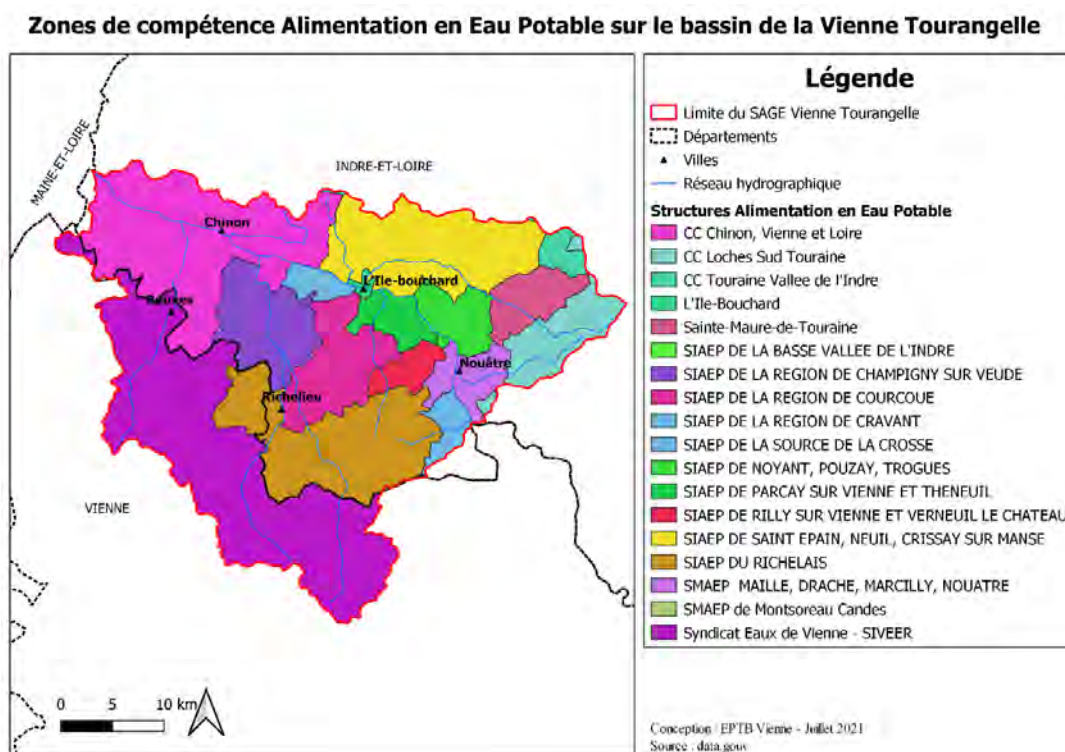 Zones de compétence Alimentation en Eau Potable sur le bassin de la Vienne Tourangelle
MAINE-ET-LOIRE
INDRE-ET-LOIRE
Chinon
L'Ile-bouchard
Nouâtre
Richelieu
VIENNE
0 5 10 km
Légende
Limite du SAGE Vienne Tourangelle
Départements
Villes
Réseau hydrographique
Structures Alimentation en Eau Potable
CC Chinon, Vienne et Loire
CC Loches Sud Touraine
CC Touraine Vallee de l'Indre
L'Ile-Bouchard
Sainte-Maure-de-Touraine
SIAEP DE LA BASSE VALLEE DE L'INDRE
SIAEP DE LA REGION DE CHAMPIGNY SUR VEUDE
SIAEP DE LA REGION DE COURCOUE
SIAEP DE LA REGION DE CRAVANT
SIAEP DE LA SOURCE DE LA CROSSE
SIAEP DE NOYANT, POUZAY, TROGUES
SIAEP DE PARCAY SUR VIENNE ET THENEUIL
SIAEP DE RILLY SUR VIENNE ET VERNEUIL LE CHATEAU
SIAEP DE SAINT EPAIN, NEUIL, CRISSAY SUR MANSE
SIAEP DU RICHELAIS
SMAEP MAILLE, DRACHE, MARCILLY, NOUATRE
SMAEP de Montsoreau Candes
Syndicat Eaux de Vienne - SIVEER
Conception : EPTB Vienne - Juillet 2021
Source : data.gouv